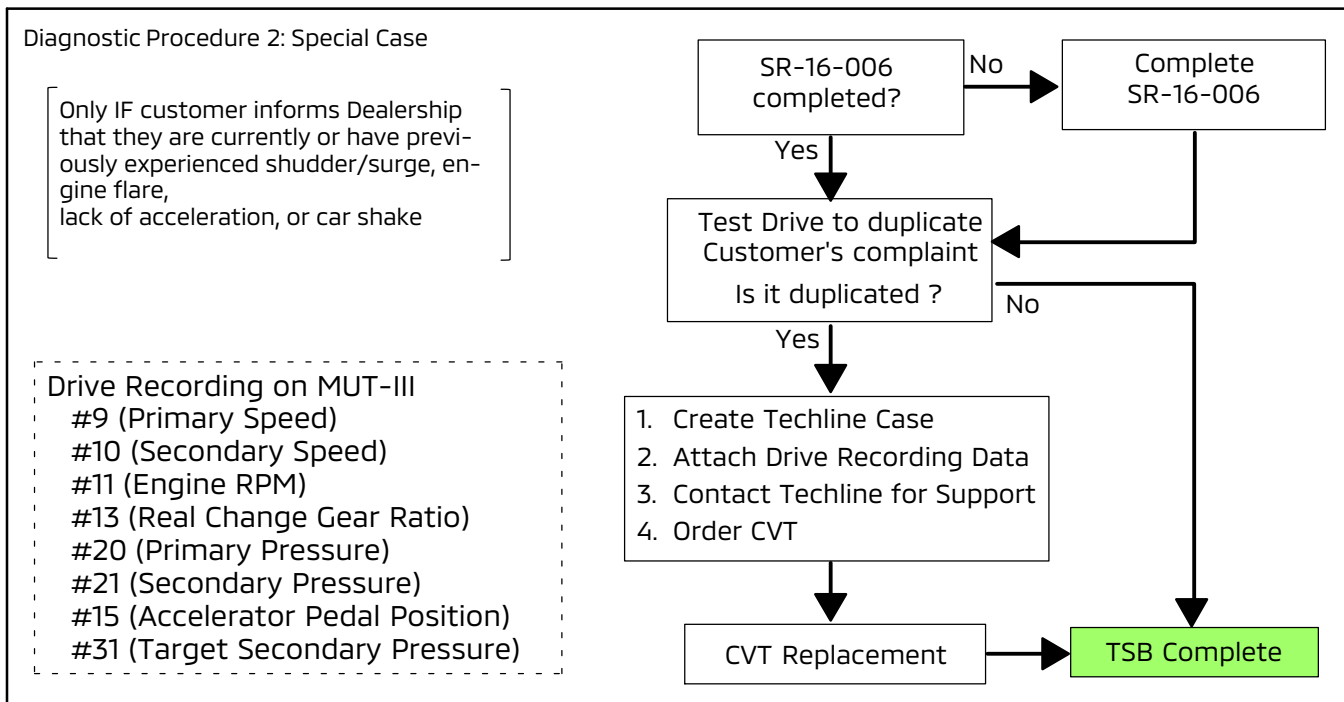 Diagnostic Procedure 2: Special Case
Only IF customer informs Dealership
that they are currently or have previ-
ously experienced shudder/surge, en-
gine flare,
lack of acceleration, or car shake
Drive Recording on MUT-III
#9 (Primary Speed)
#10 (Secondary Speed)
#11 (Engine RPM)
#13 (Real Change Gear Ratio)
#20 (Primary Pressure)
#21 (Secondary Pressure)
#15 (Accelerator Pedal Position)
#31 (Target Secondary Pressure)
SR-16-006
completed?
No
Complete
SR-16-006
Yes
Test Drive to duplicate
Customer's complaint
Is it duplicated ?
No
Yes
1. Create Techline Case
2. Attach Drive Recording Data
3. Contact Techline for Support
4. Order CVT
CVT Replacement
TSB Complete